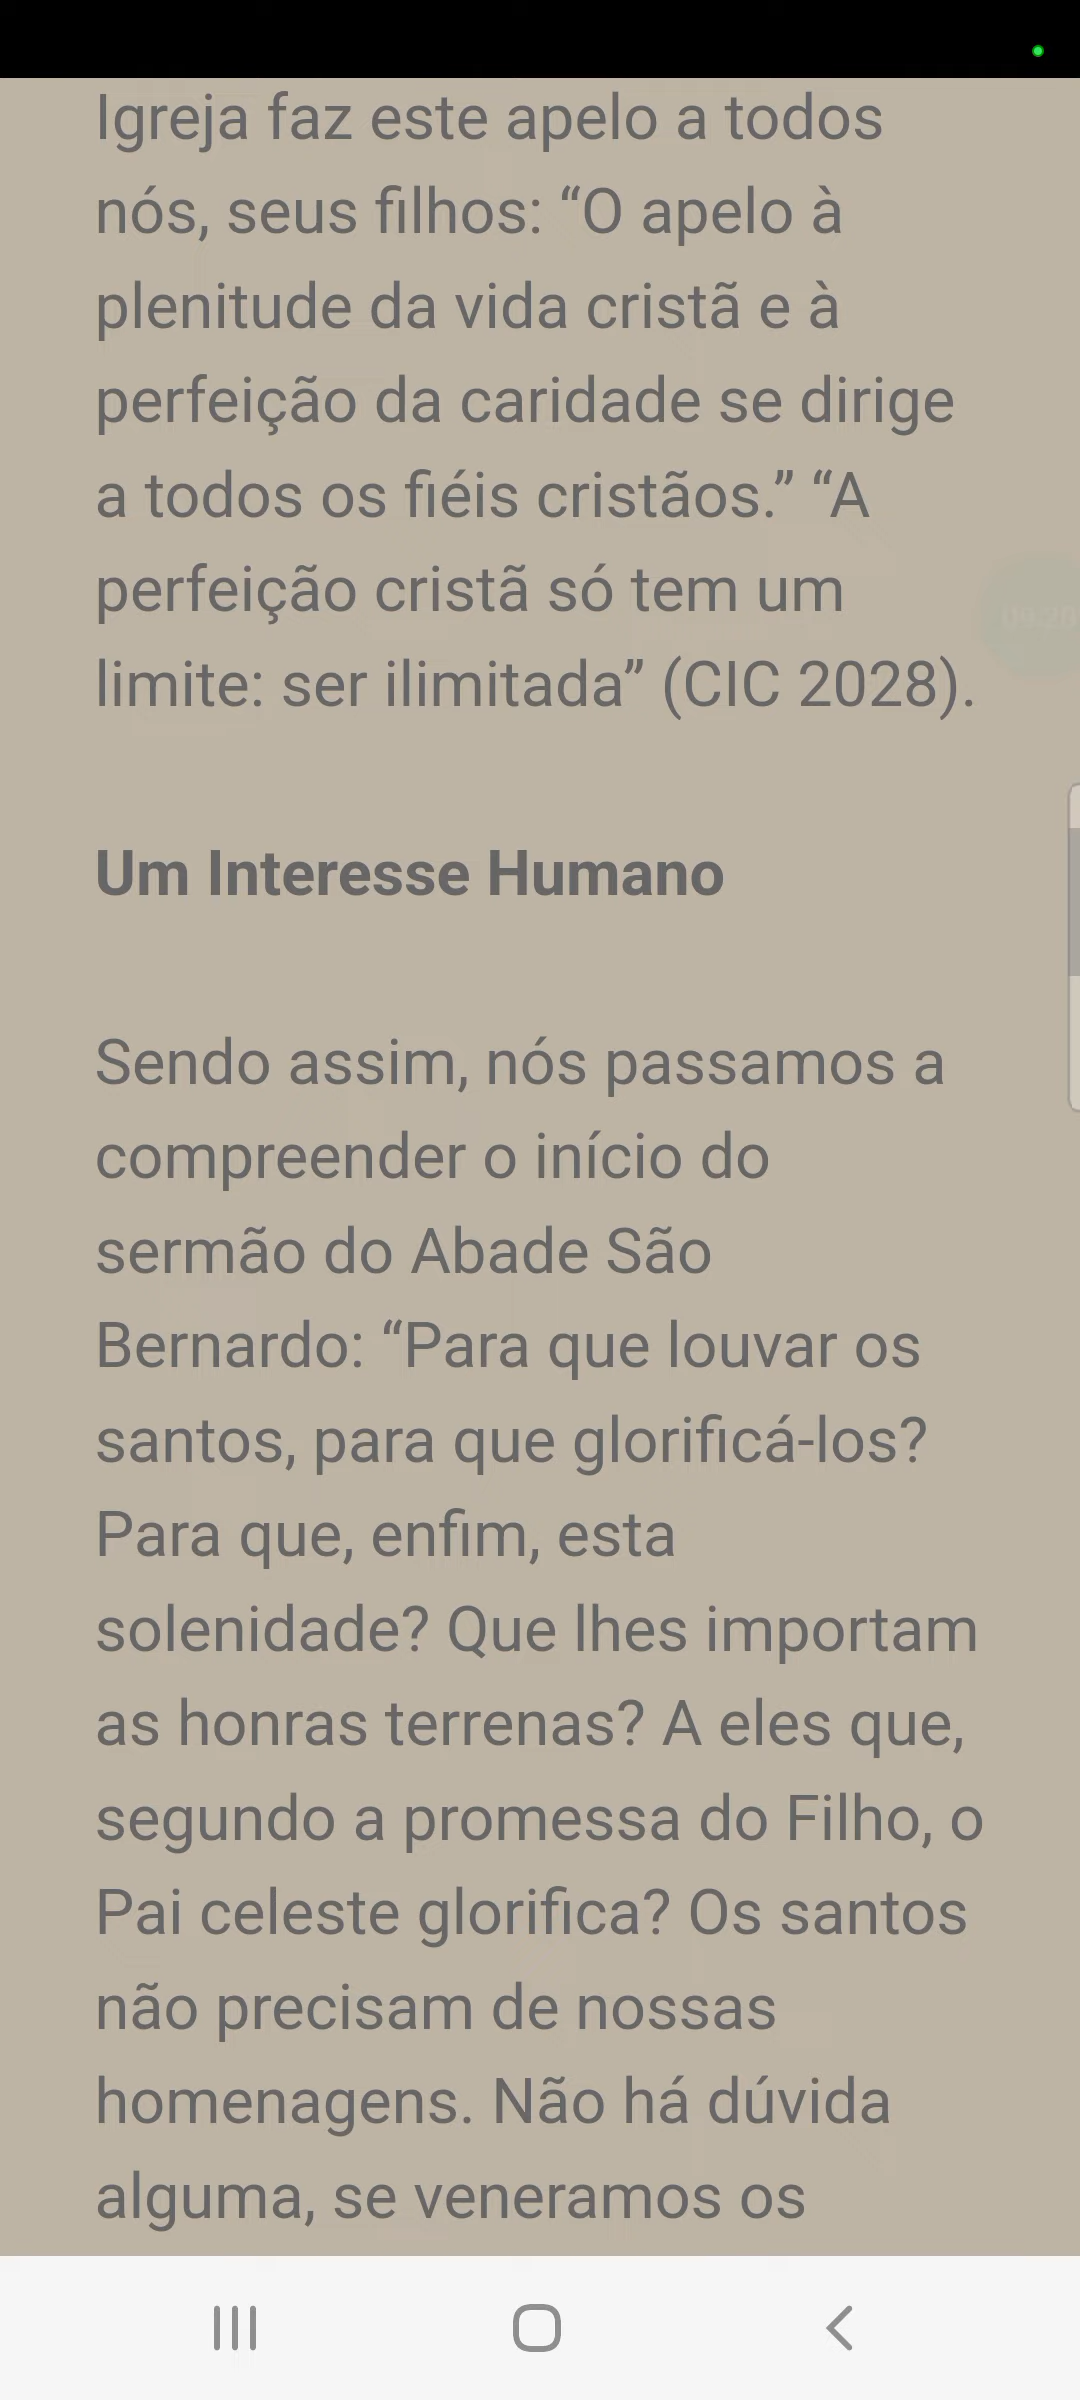 Igreja faz este apelo a todos
nós, seus filhos: “O apelo à
plenitude da vida cristã e à
perfeição da caridade se dirige
a todos os fiéis cristãos.” “A
perfeição cristã só tem um
limite: ser ilimitada” (CIC 2028).
Um Interesse Humano
Sendo assim, nós passamos a
compreender o início do
sermão do Abade São
Bernardo: “Para que louvar os
santos, para que glorificá-los?
Para que, enfim, esta
solenidade? Que lhes importam
as honras terrenas? A eles que,
segundo a promessa do Filho, o
Pai celeste glorifica? Os santos
não precisam de nossas
homenagens. Não há dúvida
alguma, se veneramos os